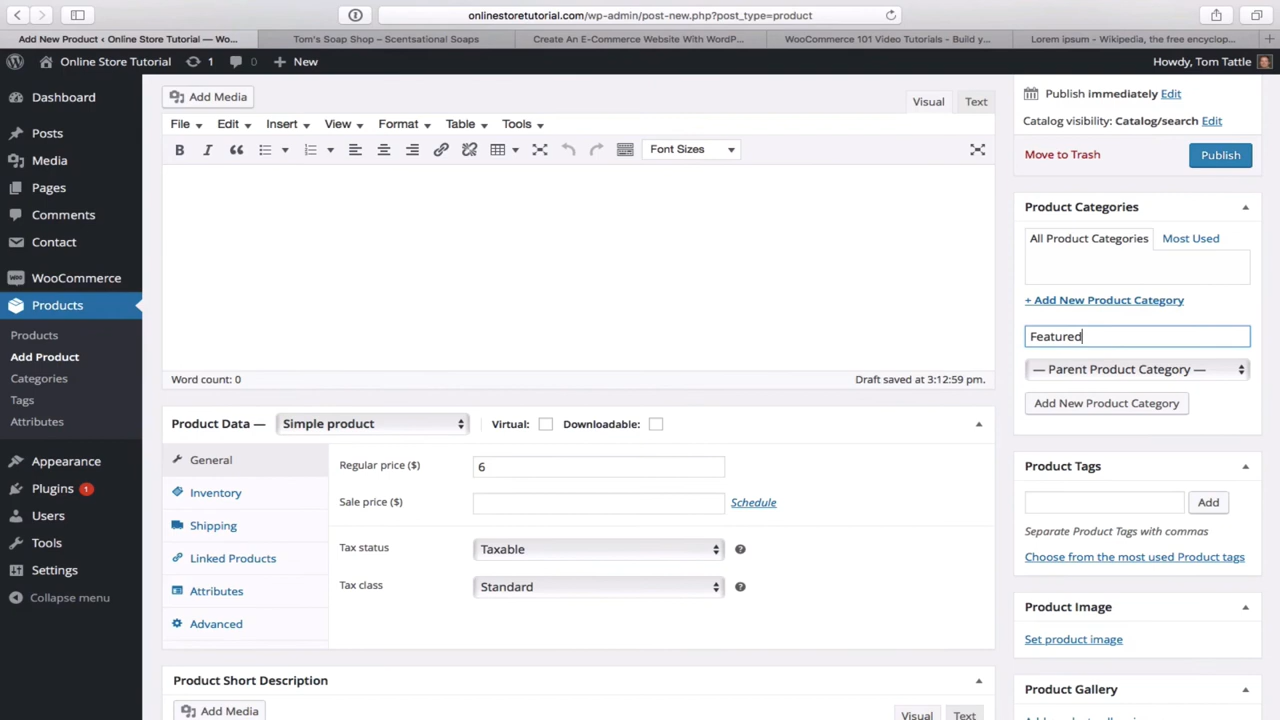 onlinestoretutorial.com/wp-admin/post-new.php?post_type=product
Add New Product ‹ Online Store Tutorial — Wo...
Tom's Soap Shop – Scentsational Soaps
Create An E-Commerce Website With WordP...
WooCommerce 101 Video Tutorials - Build y...
Lorem ipsum - Wikipedia, the free encyclop...
Online Store Tutorial
1
0
New
Howdy, Tom Tattle
Dashboard
Posts
Media
Pages
Comments
Contact
WooCommerce
Products
Products
Add Product
Categories
Tags
Attributes
Appearance
Plugins 1
Users
Tools
Settings
Collapse menu
Add Media
Visual
Text
File
Edit
Insert
View
Format
Table
Tools
Font Sizes
Word count: 0
Draft saved at 3:12:59 pm.
Product Data —
Simple product
Virtual:
Downloadable:
General
Inventory
Shipping
Linked Products
Attributes
Advanced
Regular price ($)
6
Sale price ($)
Schedule
Tax status
Taxable
Tax class
Standard
Product Short Description
Add Media
Visual
Text
Publish immediately Edit
Catalog visibility: Catalog/search Edit
Move to Trash
Publish
Product Categories
All Product Categories
Most Used
+ Add New Product Category
Featured
— Parent Product Category —
Add New Product Category
Product Tags
Add
Separate Product Tags with commas
Choose from the most used Product tags
Product Image
Set product image
Product Gallery